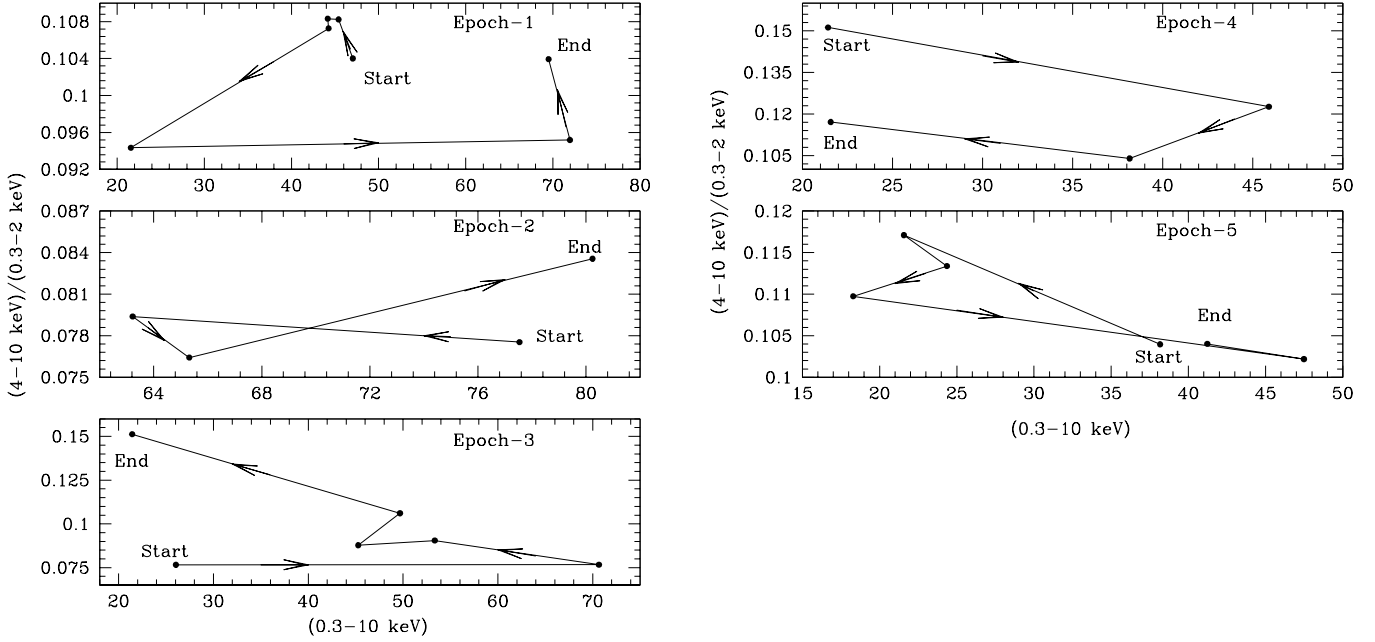 Epoch-1
0.108
0.104
0.1
0.096
0.092
End
Start
20 30 40 50 60 70 80
(4-10 keV)/(0.3-2 keV)
0.087
0.084
0.081
0.078
0.075
Epoch-2
End
Start
64 68 72 76 80
0.15
0.125
0.1
0.075
Epoch-3
End
Start
20 30 40 50 60 70
(0.3-10 keV)
(4-10 keV)/(0.3-2 keV)
0.15
0.135
0.12
0.105
Epoch-4
Start
End
20 25 30 35 40 45 50
0.12
0.115
0.11
0.105
0.1
Epoch-5
End
Start
15 20 25 30 35 40 45 50
(0.3-10 keV)